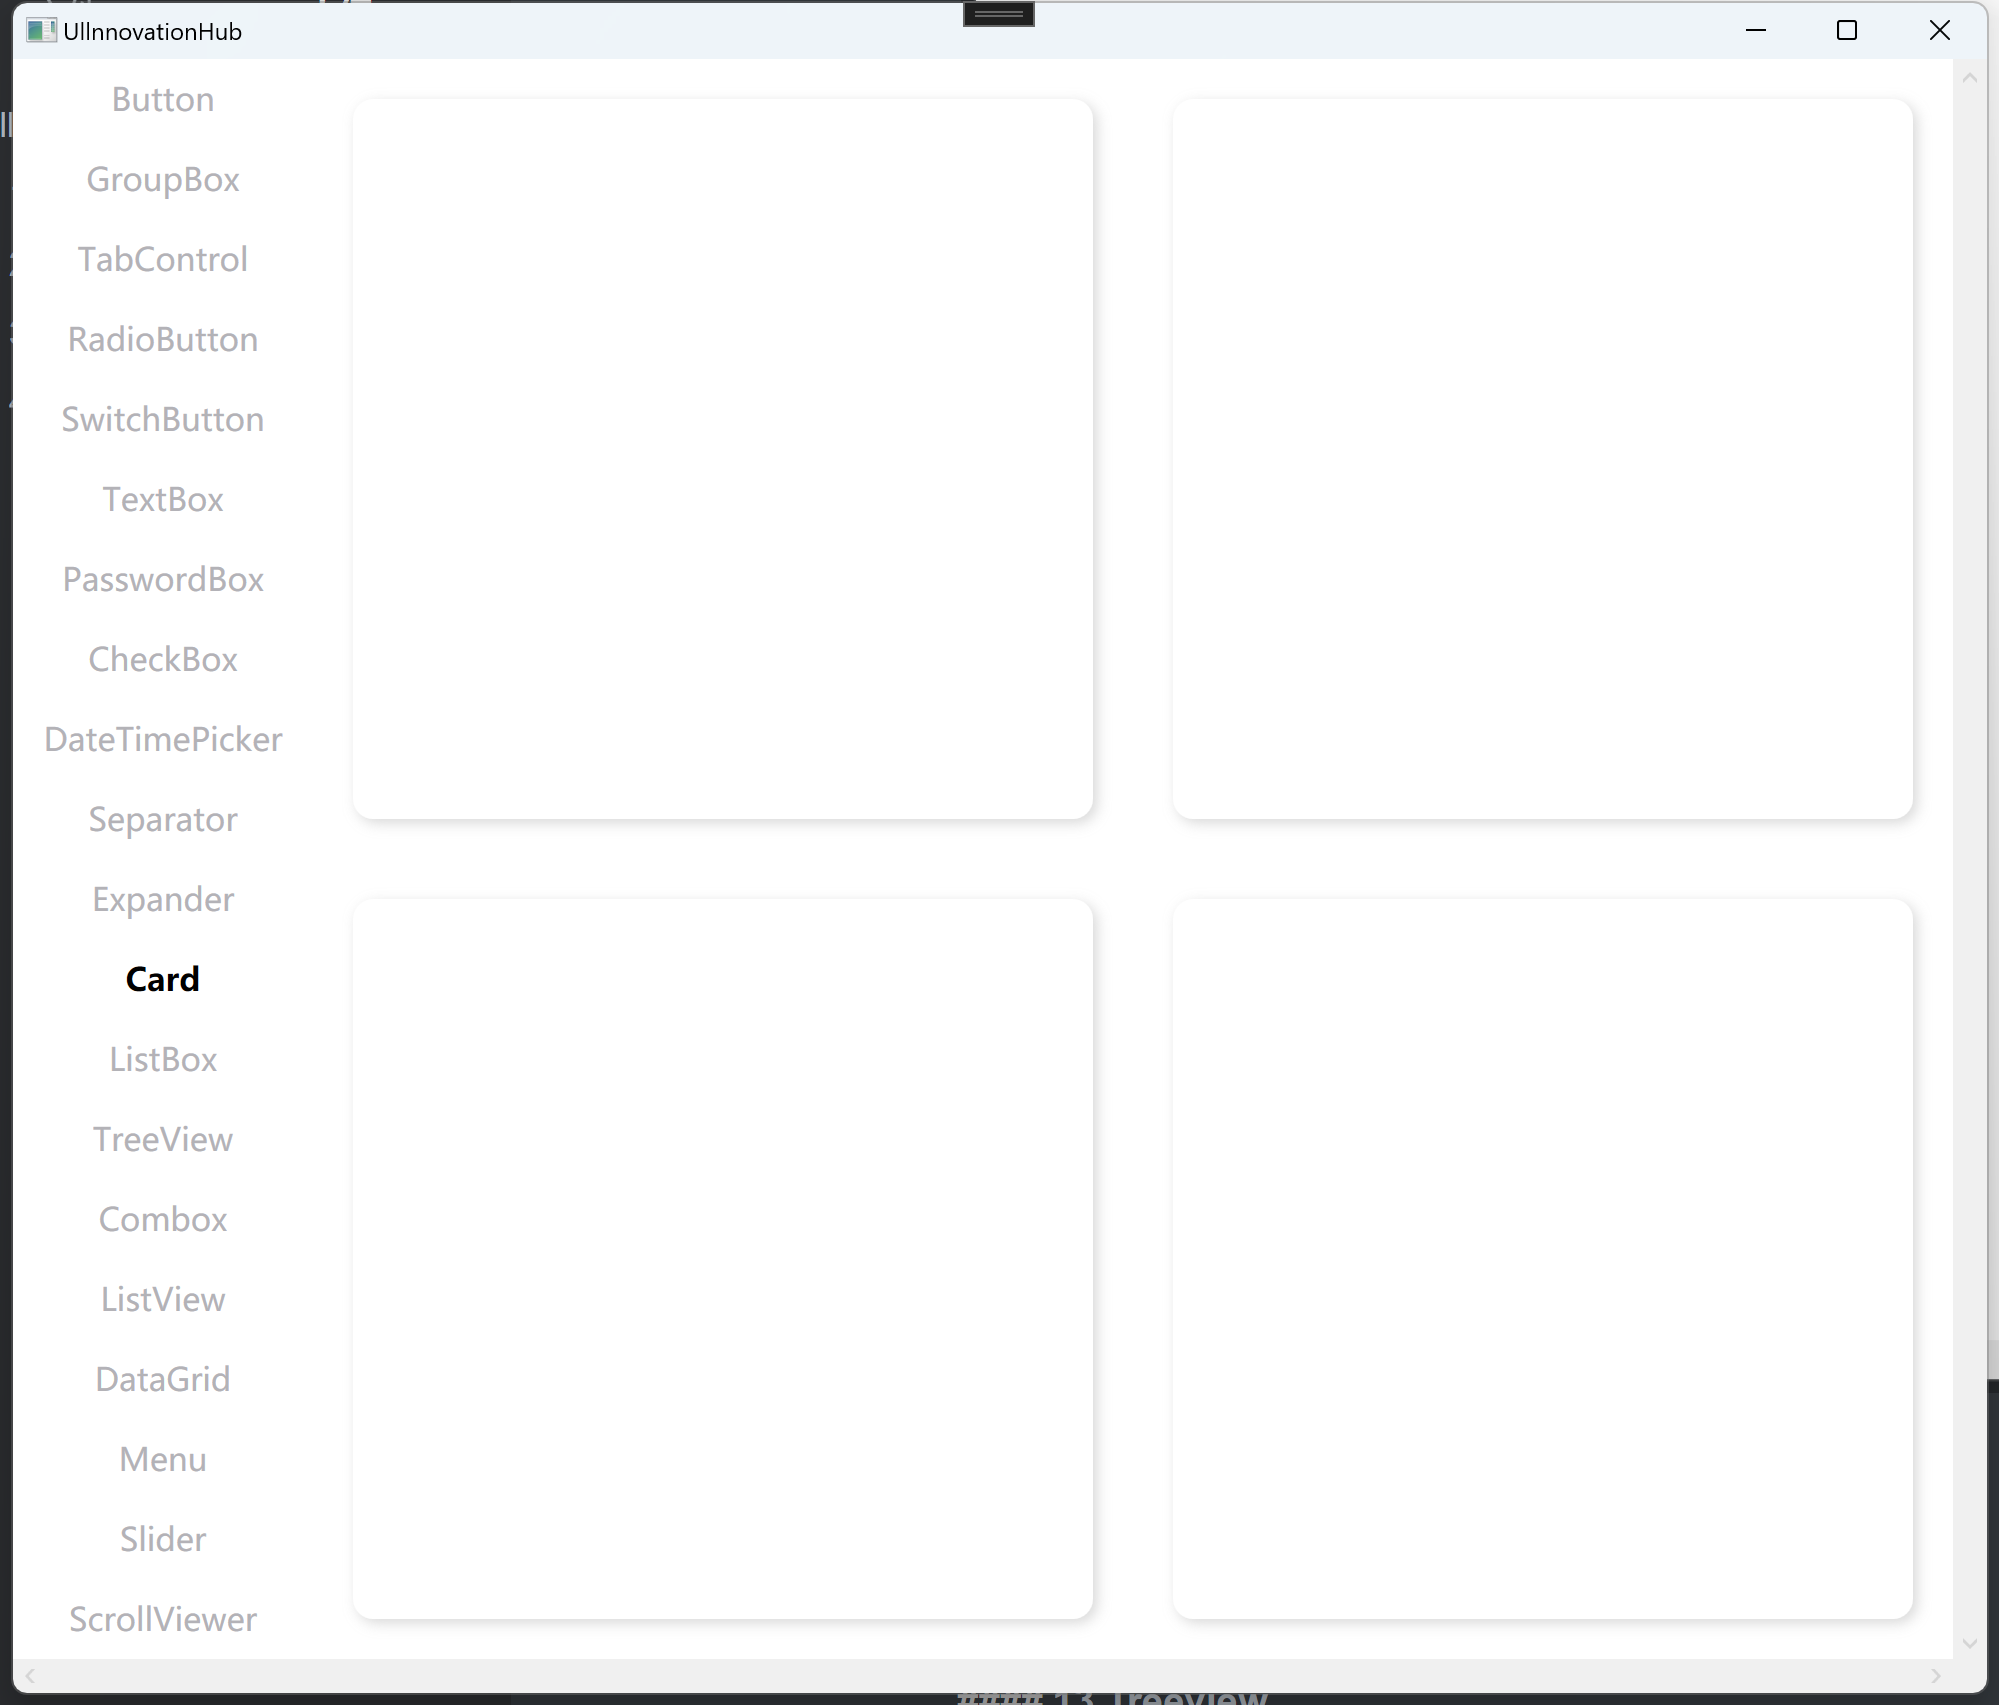 UIInnovationHub
Button
GroupBox
TabControl
RadioButton
SwitchButton
TextBox
PasswordBox
CheckBox
DateTimePicker
Separator
Expander
Card
ListBox
TreeView
Combox
ListView
DataGrid
Menu
Slider
ScrollViewer
#### 13.Treeview